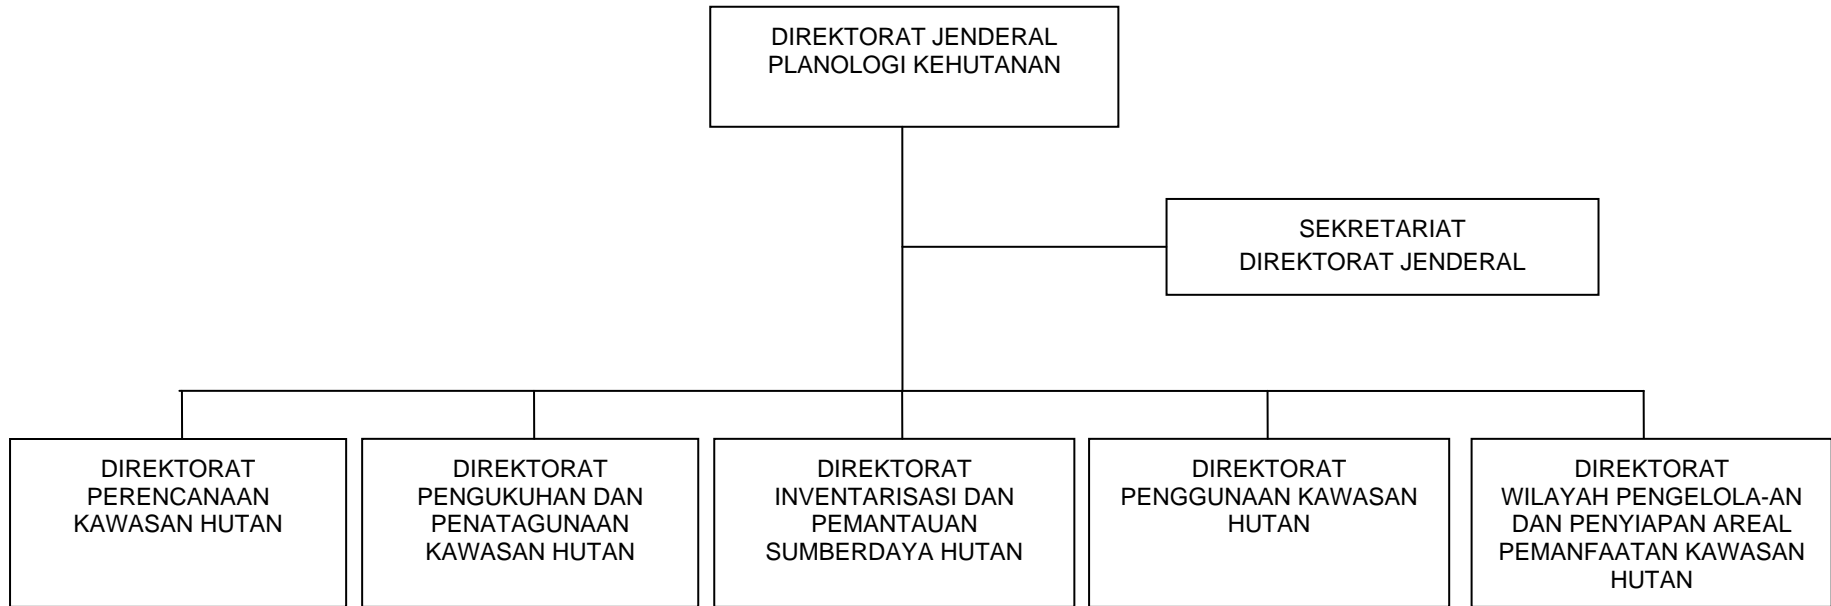 DIREKTORAT JENDERAL
PLANOLOGI KEHUTANAN
SEKRETARIAT
DIREKTORAT JENDERAL
DIREKTORAT
PERENCANAAN
KAWASAN HUTAN
DIREKTORAT
PENGUKUHAN DAN
PENATAGUNAAN
KAWASAN HUTAN
DIREKTORAT
INVENTARISASI DAN
PEMANTAUAN
SUMBERDAYA HUTAN
DIREKTORAT
PENGGUNAAN KAWASAN
HUTAN
DIREKTORAT
WILAYAH PENGELOLA-AN
DAN PENYIAPAN AREAL
PEMANFAATAN KAWASAN
HUTAN